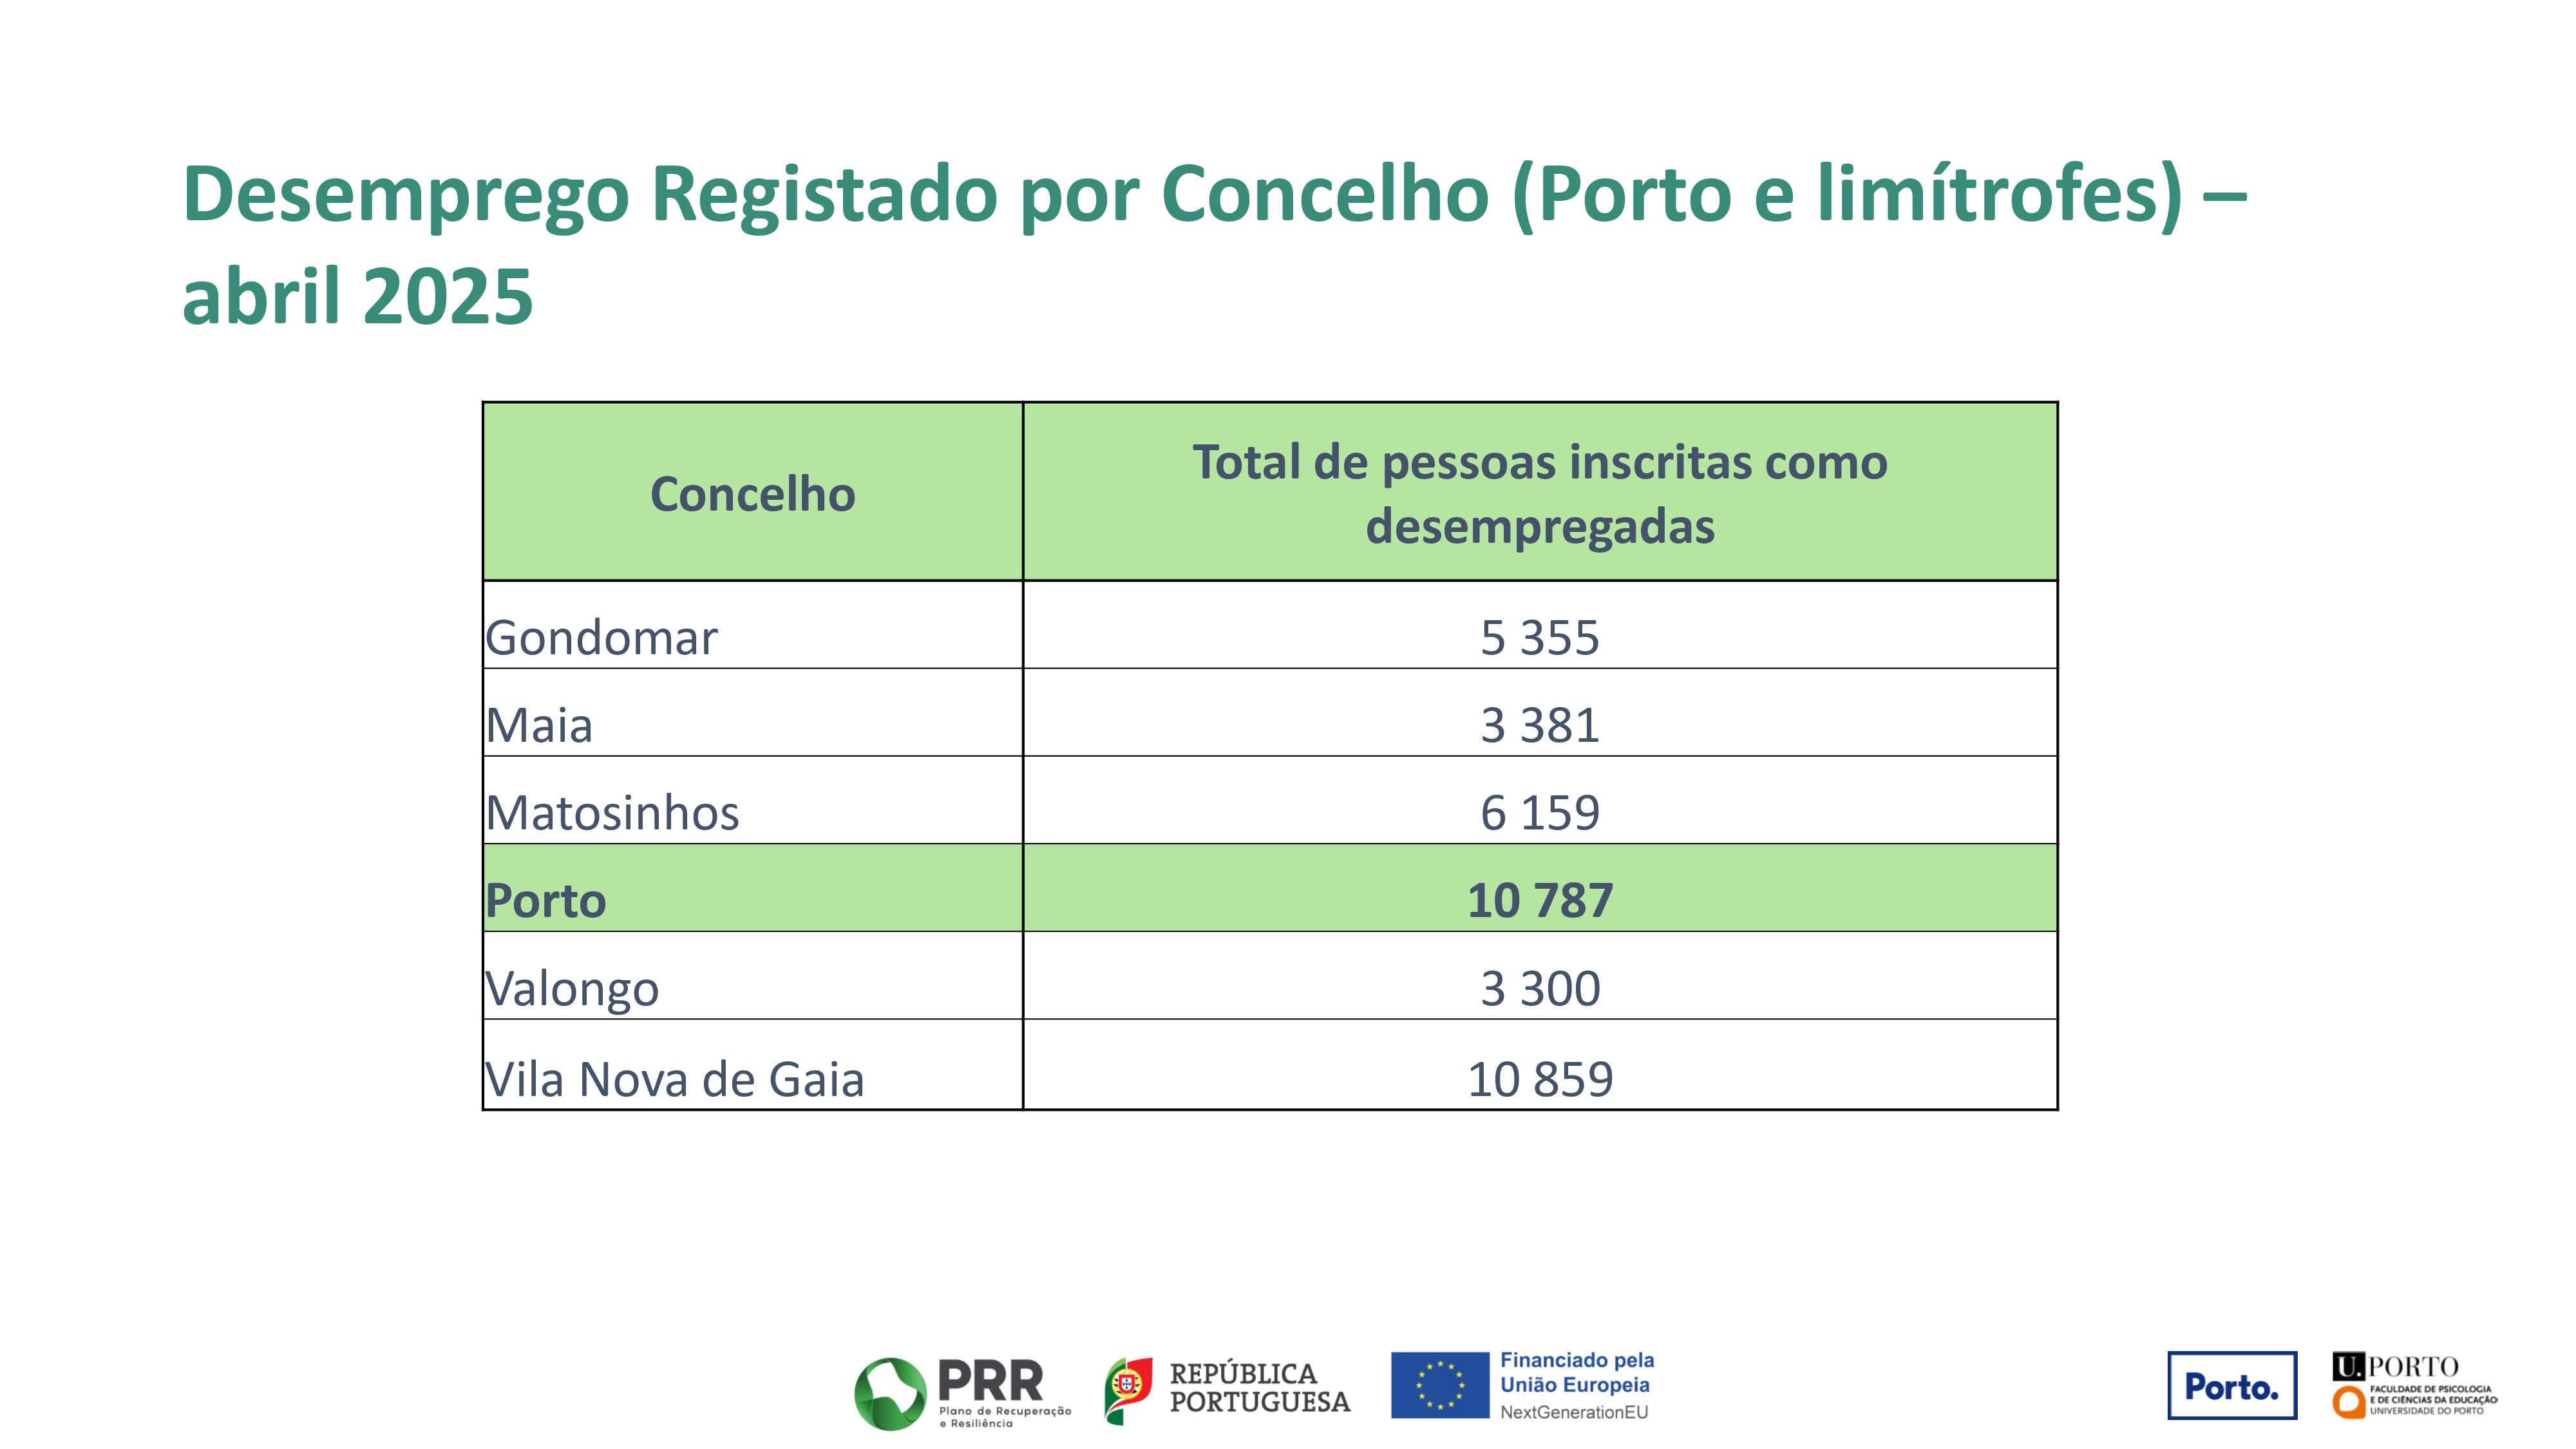 Desemprego Registado por Concelho (Porto e limítrofes) –
abril 2025
Concelho
Total de pessoas inscritas como
desempregadas
Gondomar 5 355
Maia 3 381
Matosinhos 6 159
Porto 10 787
Valongo 3 300
Vila Nova de Gaia 10 859
PRR
Plano de Recuperação
e Resiliência
REPÚBLICA
PORTUGUESA
Financiado pela
União Europeia
NextGenerationEU
Porto.
U.PORTO
FACULDADE DE PSICOLOGIA
E DE CIÊNCIAS DA EDUCAÇÃO
UNIVERSIDADE DO PORTO